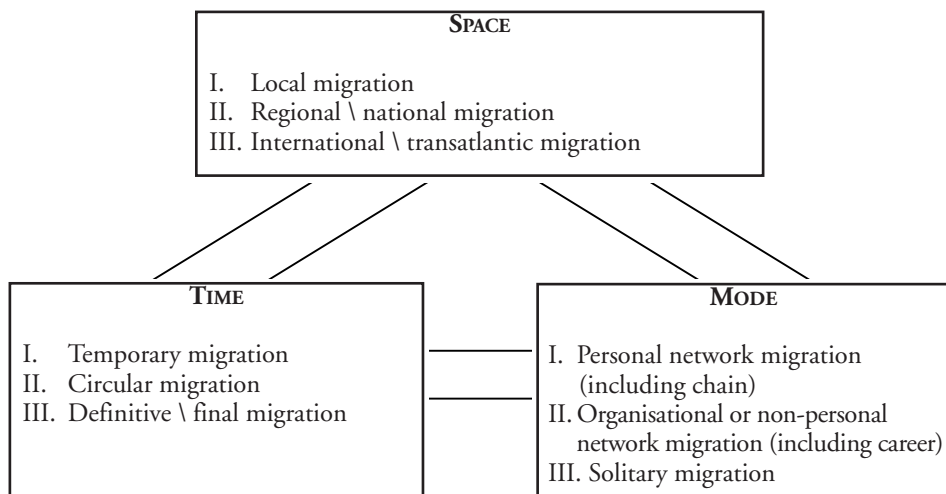 SPACE
I. Local migration
II. Regional \ national migration
III. International \ transatlantic migration
TIME
I. Temporary migration
II. Circular migration
III. Definitive \ final migration
MODE
I. Personal network migration
(including chain)
II. Organisational or non-personal
network migration (including career)
III. Solitary migration